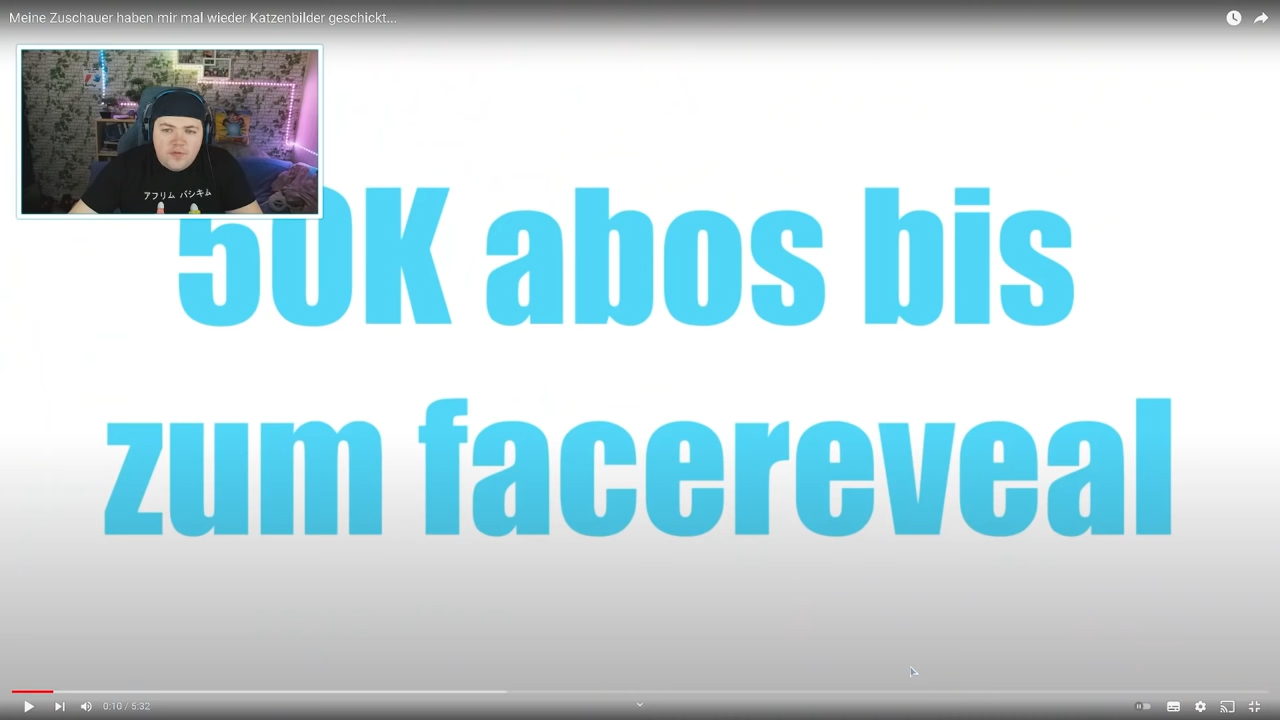 Meine Zuschauer haben mir mal wieder Katzenbilder geschickt...
アフリム バシキム
50K abos bis
zum facereveal
0:10 / 5:32